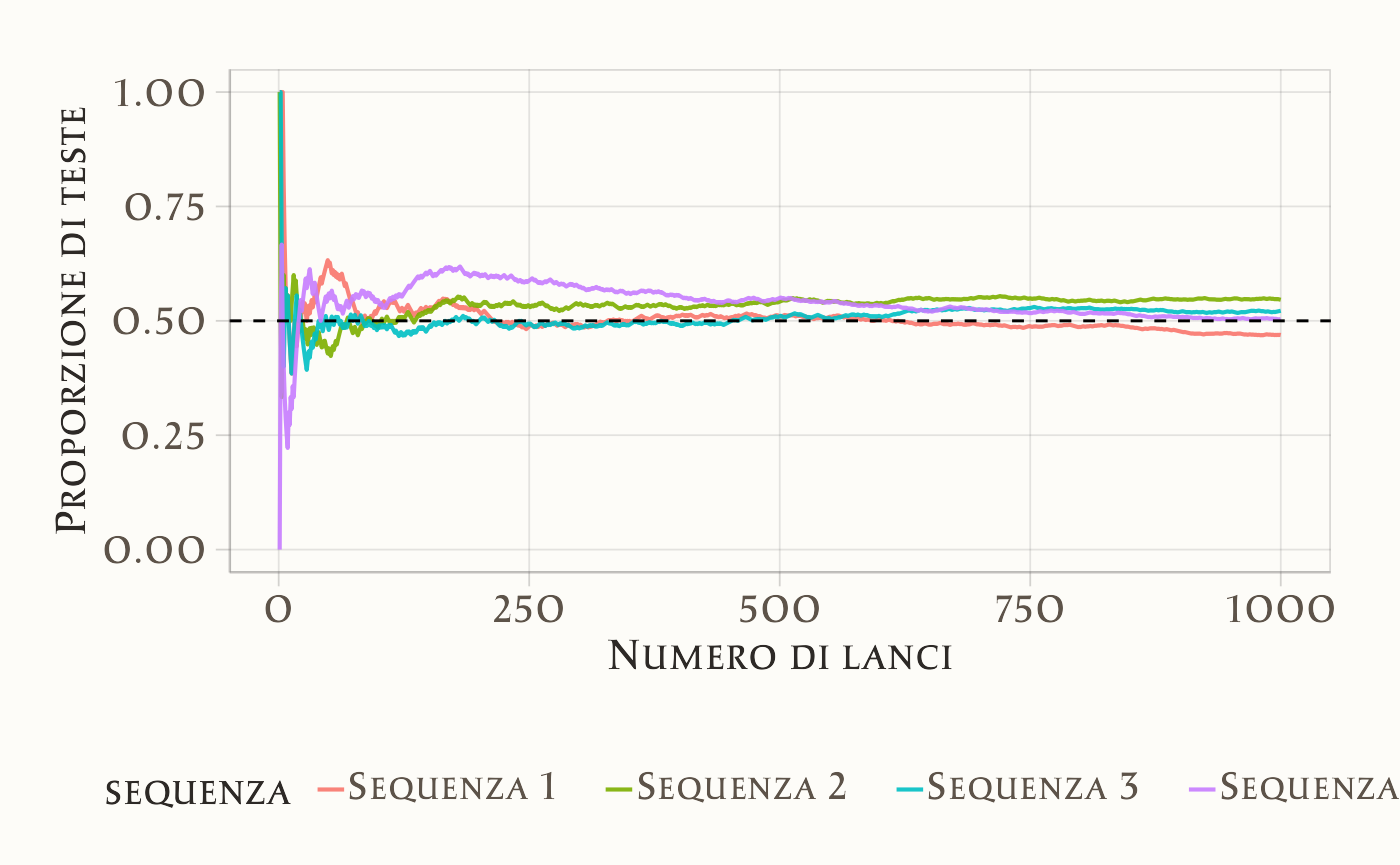 Proporzione di teste
1.00
0.75
0.50
0.25
0.00
0 250 500 750 1000
Numero di lanci
sequenza Sequenza 1 Sequenza 2 Sequenza 3 Sequenza